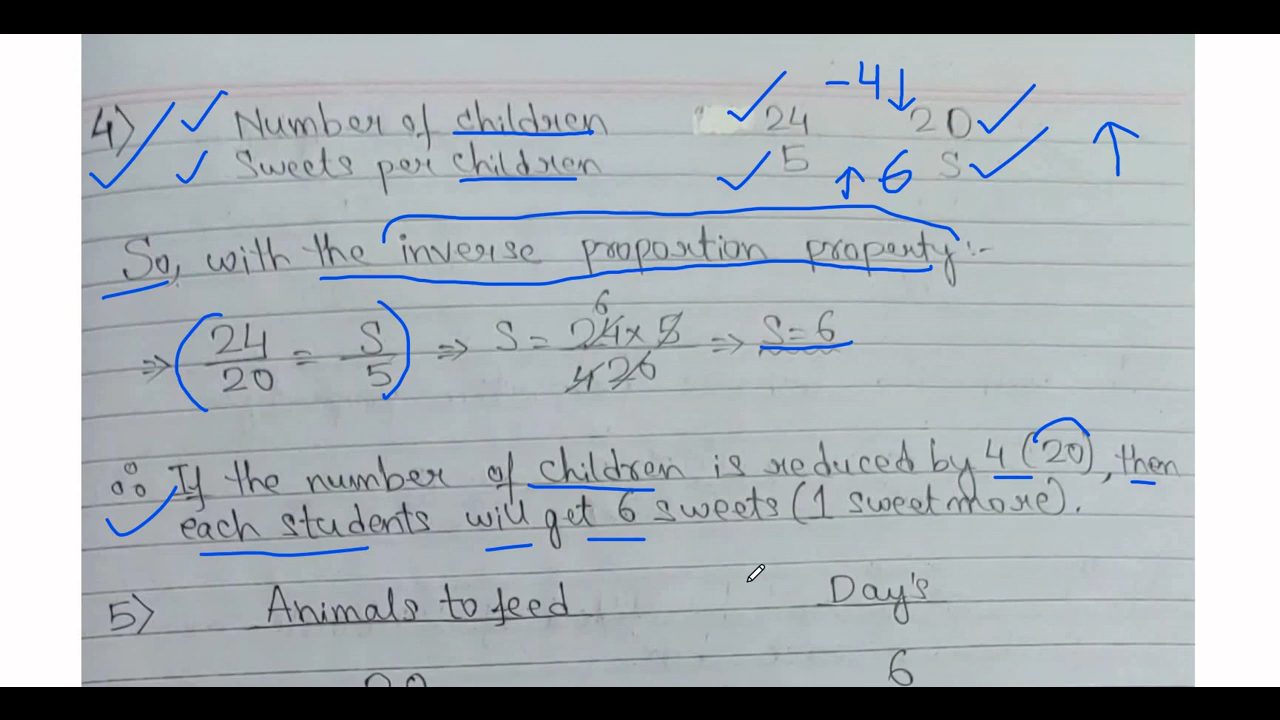 -4↓
4) Number of children 24 20
Sweets per children 5 ↑ 6 S ↑
So, with the inverse proportion property:-
⇒ (24/20 = S/5) ⇒ S = 6 24 x 5 / 4 20 ⇒ S = 6
∴ If the number of children is reduced by 4 (20), then
each students will get 6 sweets (1 sweet more).
5) Animals to feed Day's
6